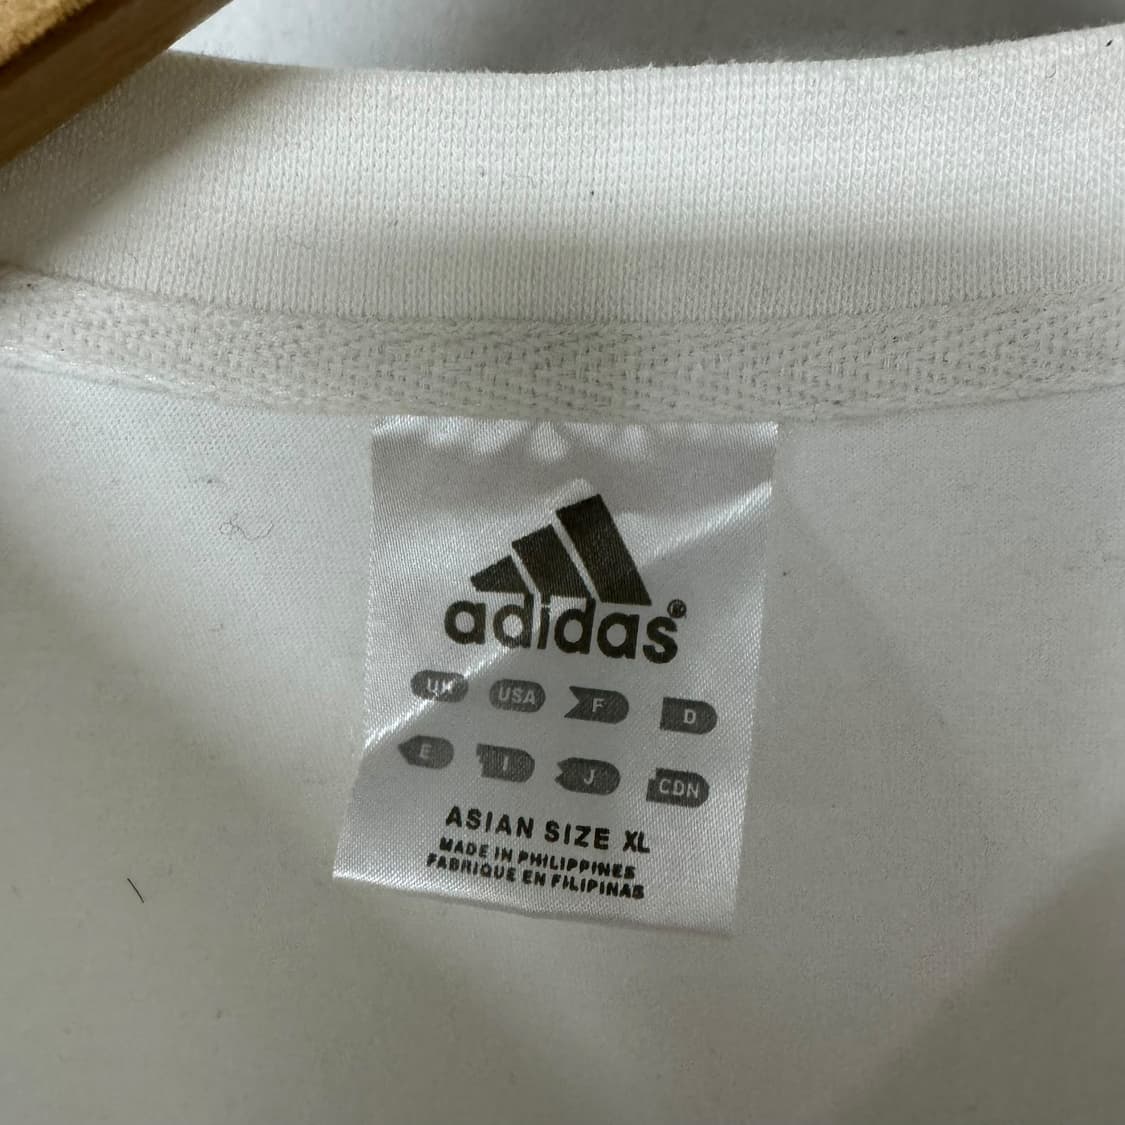 adidas®
UK USA F D
E I J CDN
ASIAN SIZE XL
MADE IN PHILIPPINES
FABRIQUE EN FILIPINAS